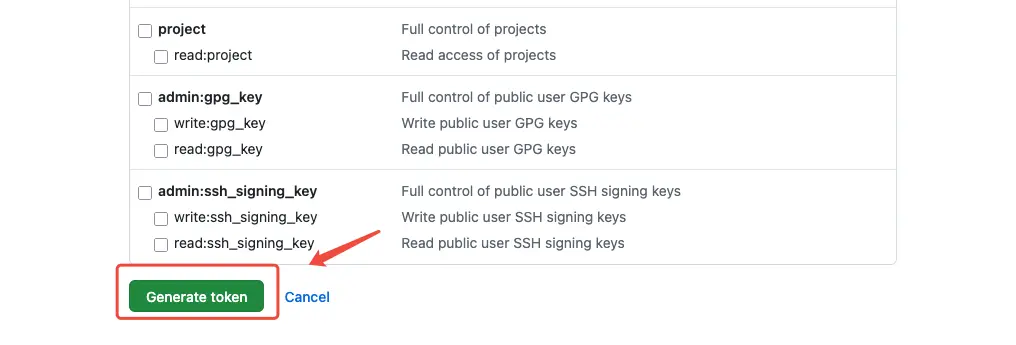 project Full control of projects
read:project Read access of projects
admin:gpg_key Full control of public user GPG keys
write:gpg_key Write public user GPG keys
read:gpg_key Read public user GPG keys
admin:ssh_signing_key Full control of public user SSH signing keys
write:ssh_signing_key Write public user SSH signing keys
read:ssh_signing_key Read public user SSH signing keys
Generate token Cancel